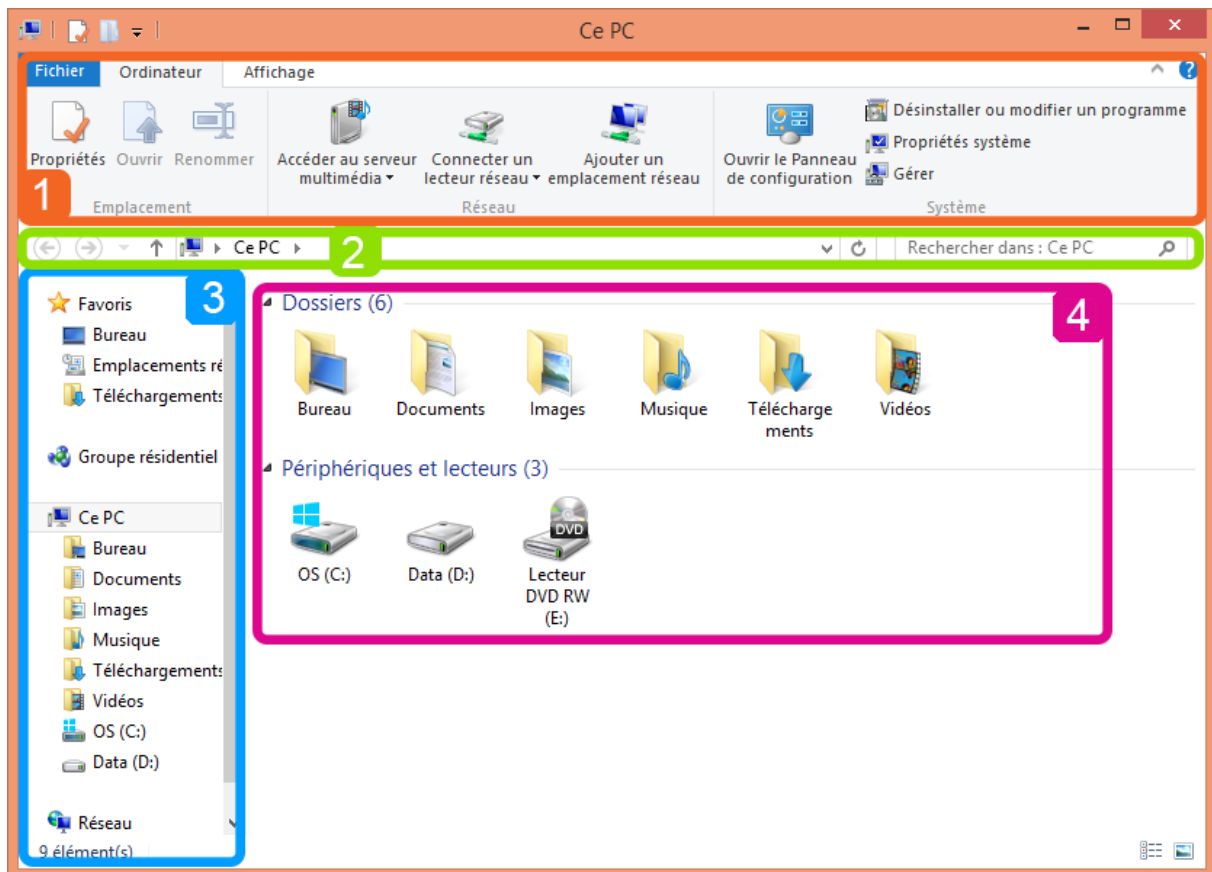 Ce PC
Fichier Ordinateur Affichage
Propriétés Ouvrir Renommer
Accéder au serveur multimédia
Connecter un lecteur réseau
Ajouter un emplacement réseau
Ouvrir le Panneau de configuration
Désinstaller ou modifier un programme
Propriétés système
Gérer
1
Emplacement Réseau Système
Ce PC
2
Rechercher dans : Ce PC
3
Favoris
Bureau
Emplacements ré
Téléchargements
Groupe résidentiel
Ce PC
Bureau
Documents
Images
Musique
Téléchargements
Vidéos
OS (C:)
Data (D:)
Réseau
9 élément(s)
4
Dossiers (6)
Bureau Documents Images Musique Télécharge Vidéos
ments
Périphériques et lecteurs (3)
DVD
OS (C:) Data (D:) Lecteur
DVD RW
(E:)